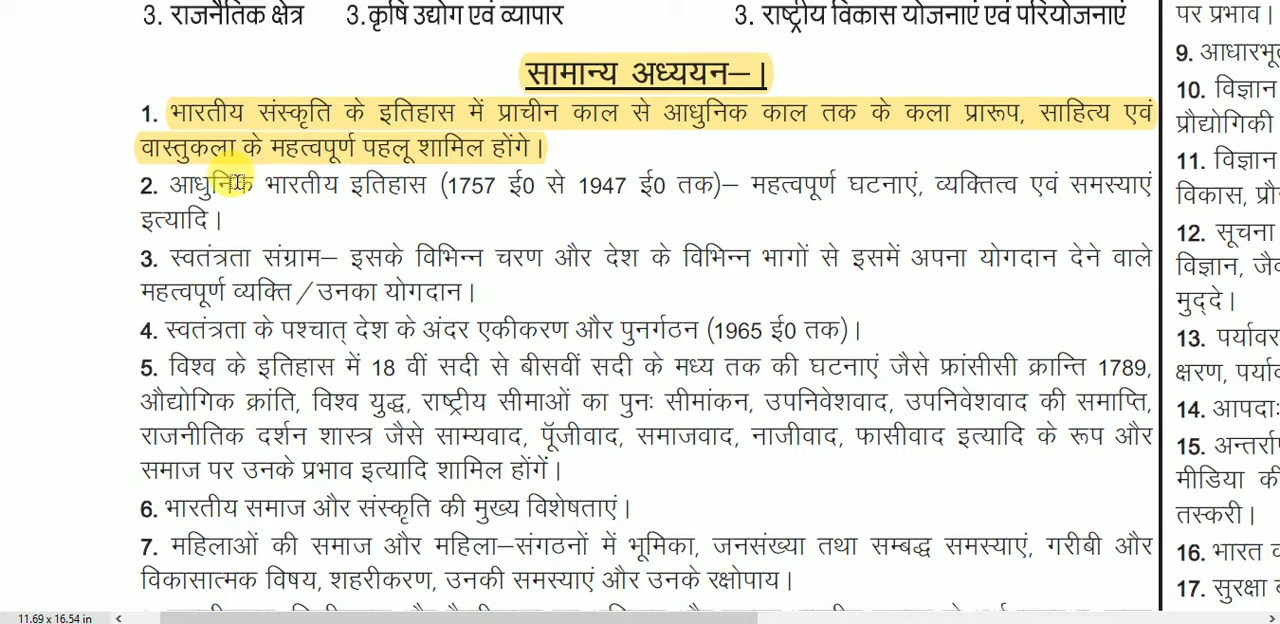 3. राजनैतिक क्षेत्र 3.कृषि उद्योग एवं व्यापार 3. राष्ट्रीय विकास योजनाएं एवं परियोजनाएं
सामान्य अध्ययन–।
1. भारतीय संस्कृति के इतिहास में प्राचीन काल से आधुनिक काल तक के कला प्रारूप, साहित्य एवं
वास्तुकला के महत्वपूर्ण पहलू शामिल होंगे।
2. आधुनिक भारतीय इतिहास (1757 ई0 से 1947 ई0 तक)– महत्वपूर्ण घटनाएं, व्यक्तित्व एवं समस्याएं
इत्यादि।
3. स्वतंत्रता संग्राम– इसके विभिन्न चरण और देश के विभिन्न भागों से इसमें अपना योगदान देने वाले
महत्वपूर्ण व्यक्ति/उनका योगदान।
4. स्वतंत्रता के पश्चात् देश के अंदर एकीकरण और पुनर्गठन (1965 ई0 तक)।
5. विश्व के इतिहास में 18 वीं सदी से बीसवीं सदी के मध्य तक की घटनाएं जैसे फ्रांसीसी क्रान्ति 1789,
औद्योगिक क्रांति, विश्व युद्ध, राष्ट्रीय सीमाओं का पुनः सीमांकन, उपनिवेशवाद, उपनिवेशवाद की समाप्ति,
राजनीतिक दर्शन शास्त्र जैसे साम्यवाद, पूॅजीवाद, समाजवाद, नाजीवाद, फासीवाद इत्यादि के रूप और
समाज पर उनके प्रभाव इत्यादि शामिल होंगें।
6. भारतीय समाज और संस्कृति की मुख्य विशेषताएं।
7. महिलाओं की समाज और महिला–संगठनों में भूमिका, जनसंख्या तथा सम्बद्ध समस्याएं, गरीबी और
विकासात्मक विषय, शहरीकरण, उनकी समस्याएं और उनके रक्षोपाय।
पर प्रभाव।
9. आधारभू
10. विज्ञान
प्रौद्योगिकी
11. विज्ञान
विकास, प्रौ
12. सूचना
विज्ञान, जै
मुद्दे।
13. पर्यावर
क्षरण, पर्या
14. आपदाः
15. अन्तर्रा
मीडिया की
तस्करी।
16. भारत
17. सुरक्षा
11.69 x 16.54 in